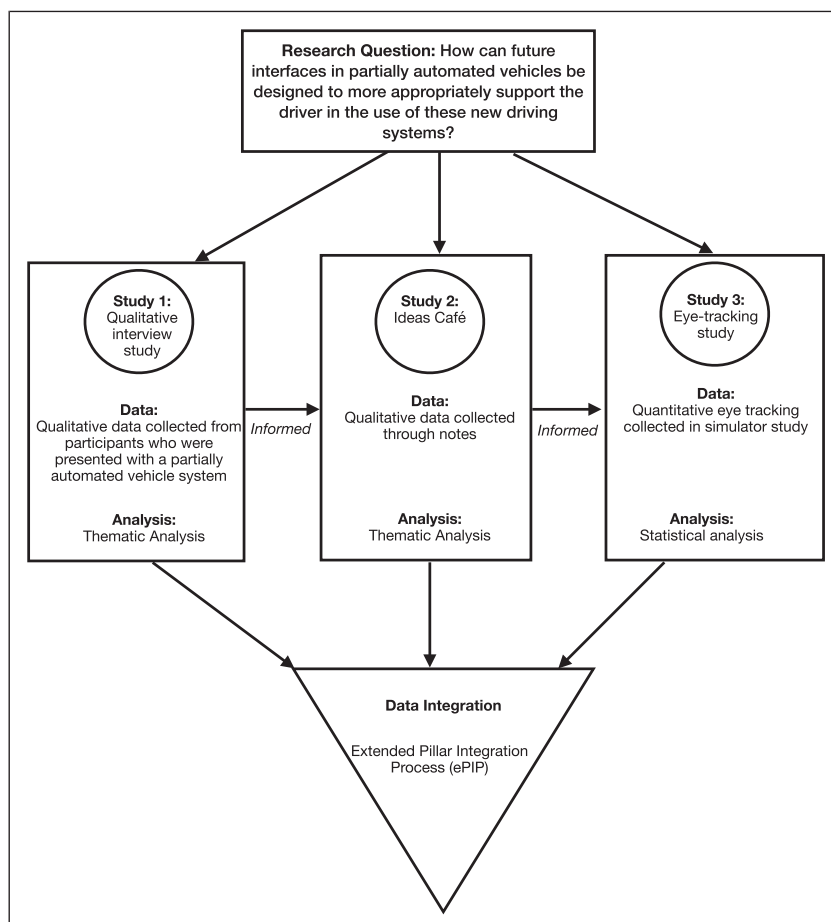 Research Question: How can future
interfaces in partially automated vehicles be
designed to more appropriately support the
driver in the use of these new driving
systems?
Study 1:
Qualitative
interview
study
Data:
Qualitative data collected from
participants who were
presented with a partially
automated vehicle system
Analysis:
Thematic Analysis
Informed
Study 2:
Ideas Café
Data:
Qualitative data collected
through notes
Analysis:
Thematic Analysis
Informed
Study 3:
Eye-tracking
study
Data:
Quantitative eye tracking
collected in simulator study
Analysis:
Statistical analysis
Data Integration
Extended Pillar Integration
Process (ePIP)